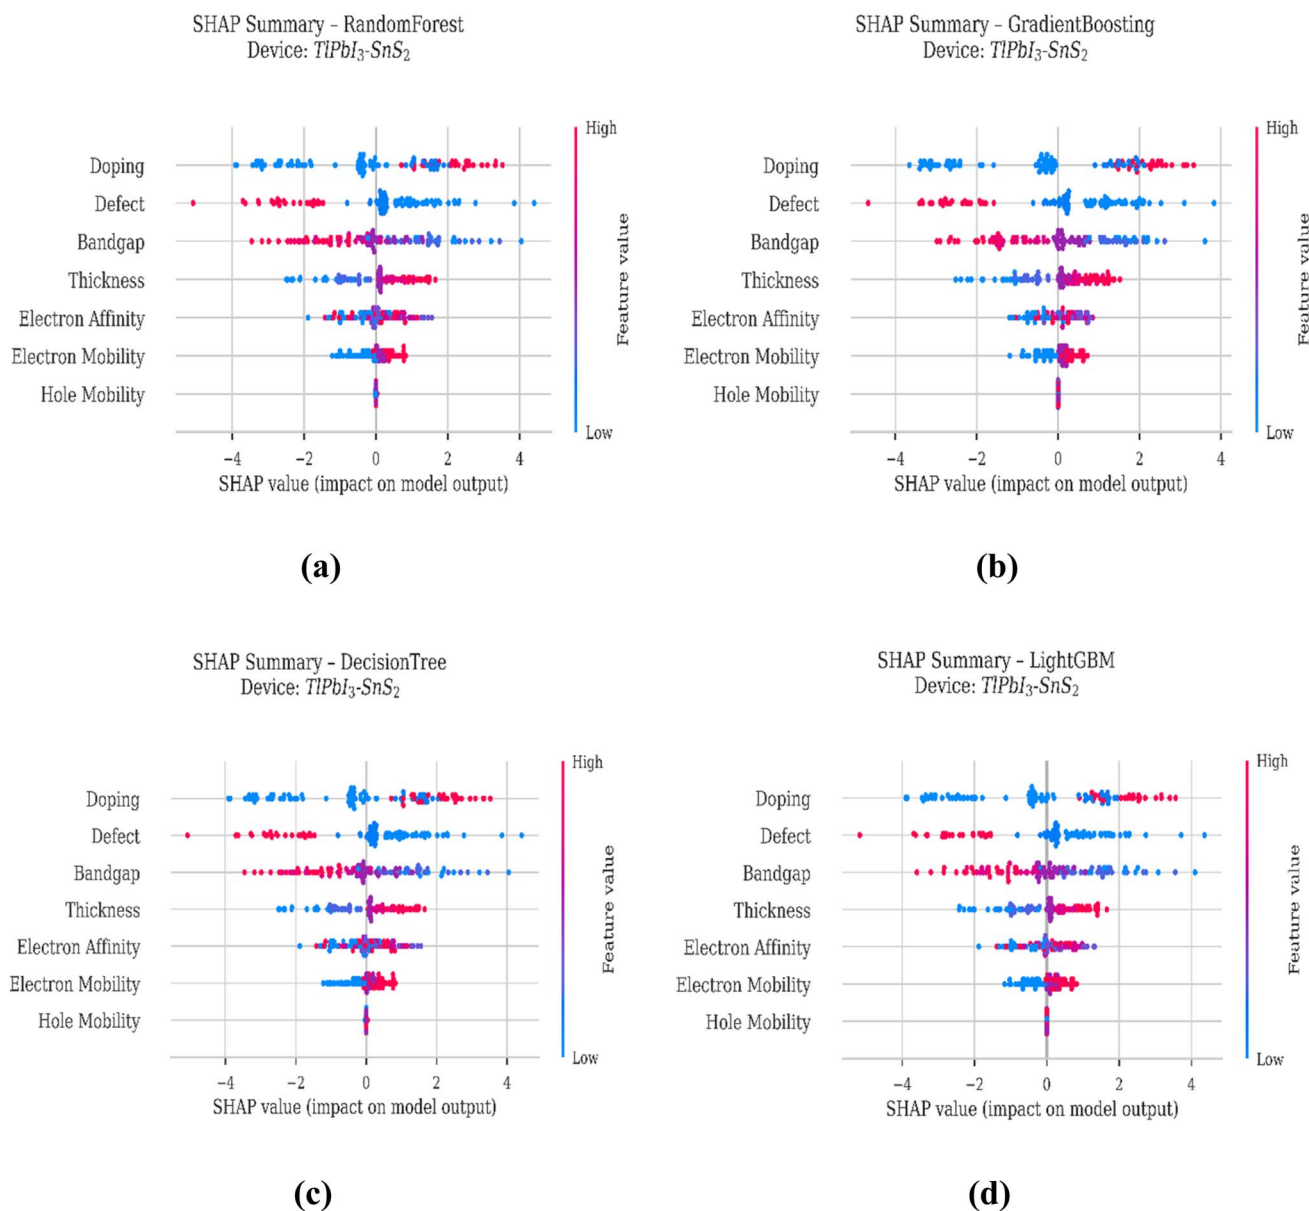 SHAP Summary – RandomForest
Device: TlPbI₃-SnS₂
High
Doping
Defect
Bandgap
Thickness
Electron Affinity
Electron Mobility
Hole Mobility
Low
Feature value
−4 −2 0 2 4
SHAP value (impact on model output)
(a)
SHAP Summary – GradientBoosting
Device: TlPbI₃-SnS₂
High
Doping
Defect
Bandgap
Thickness
Electron Affinity
Electron Mobility
Hole Mobility
Low
Feature value
−4 −2 0 2 4
SHAP value (impact on model output)
(b)
SHAP Summary – DecisionTree
Device: TlPbI₃-SnS₂
High
Doping
Defect
Bandgap
Thickness
Electron Affinity
Electron Mobility
Hole Mobility
Low
Feature value
−4 −2 0 2 4
SHAP value (impact on model output)
(c)
SHAP Summary – LightGBM
Device: TlPbI₃-SnS₂
High
Doping
Defect
Bandgap
Thickness
Electron Affinity
Electron Mobility
Hole Mobility
Low
Feature value
−4 −2 0 2 4
SHAP value (impact on model output)
(d)